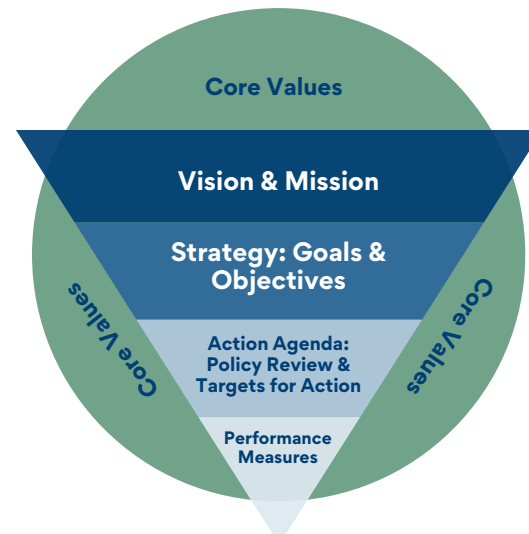 Core Values
Vision & Mission
Strategy: Goals &
Objectives
Core Values
Core Values
Action Agenda:
Policy Review &
Targets for Action
Performance
Measures